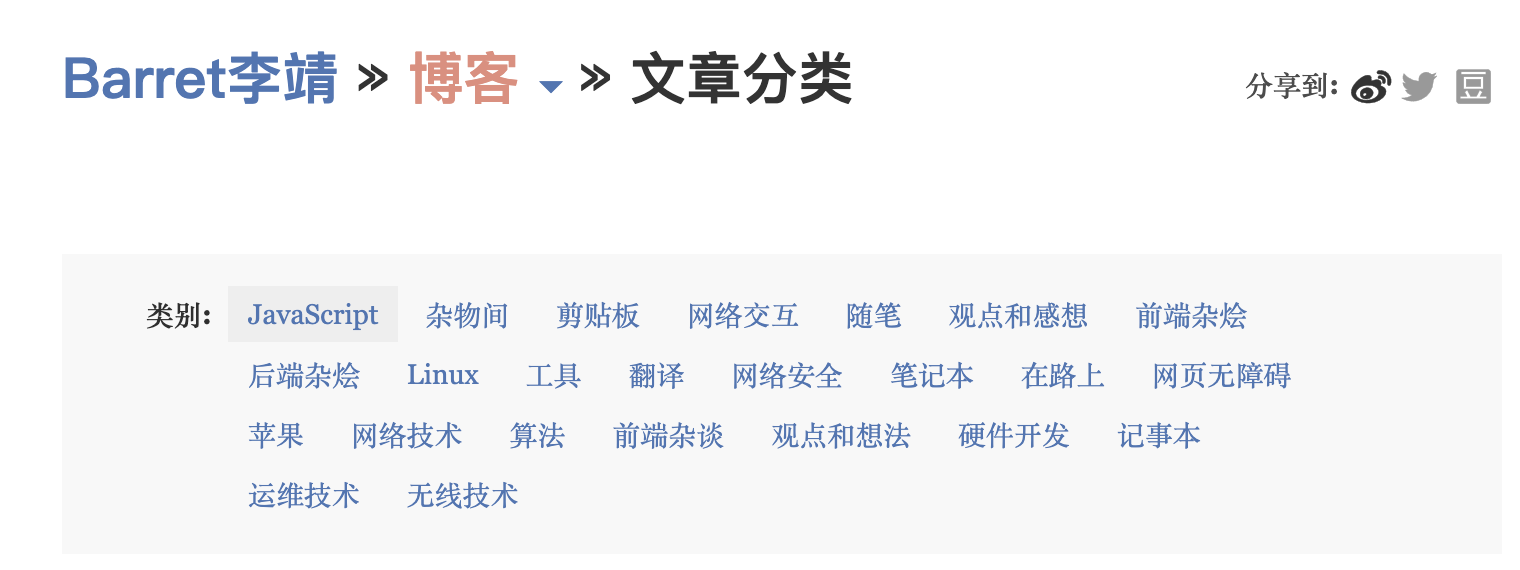 Barret李靖 » 博客 » 文章分类
分享到: 豆
类别: JavaScript 杂物间 剪贴板 网络交互 随笔 观点和感想 前端杂烩
后端杂烩 Linux 工具 翻译 网络安全 笔记本 在路上 网页无障碍
苹果 网络技术 算法 前端杂谈 观点和想法 硬件开发 记事本
运维技术 无线技术